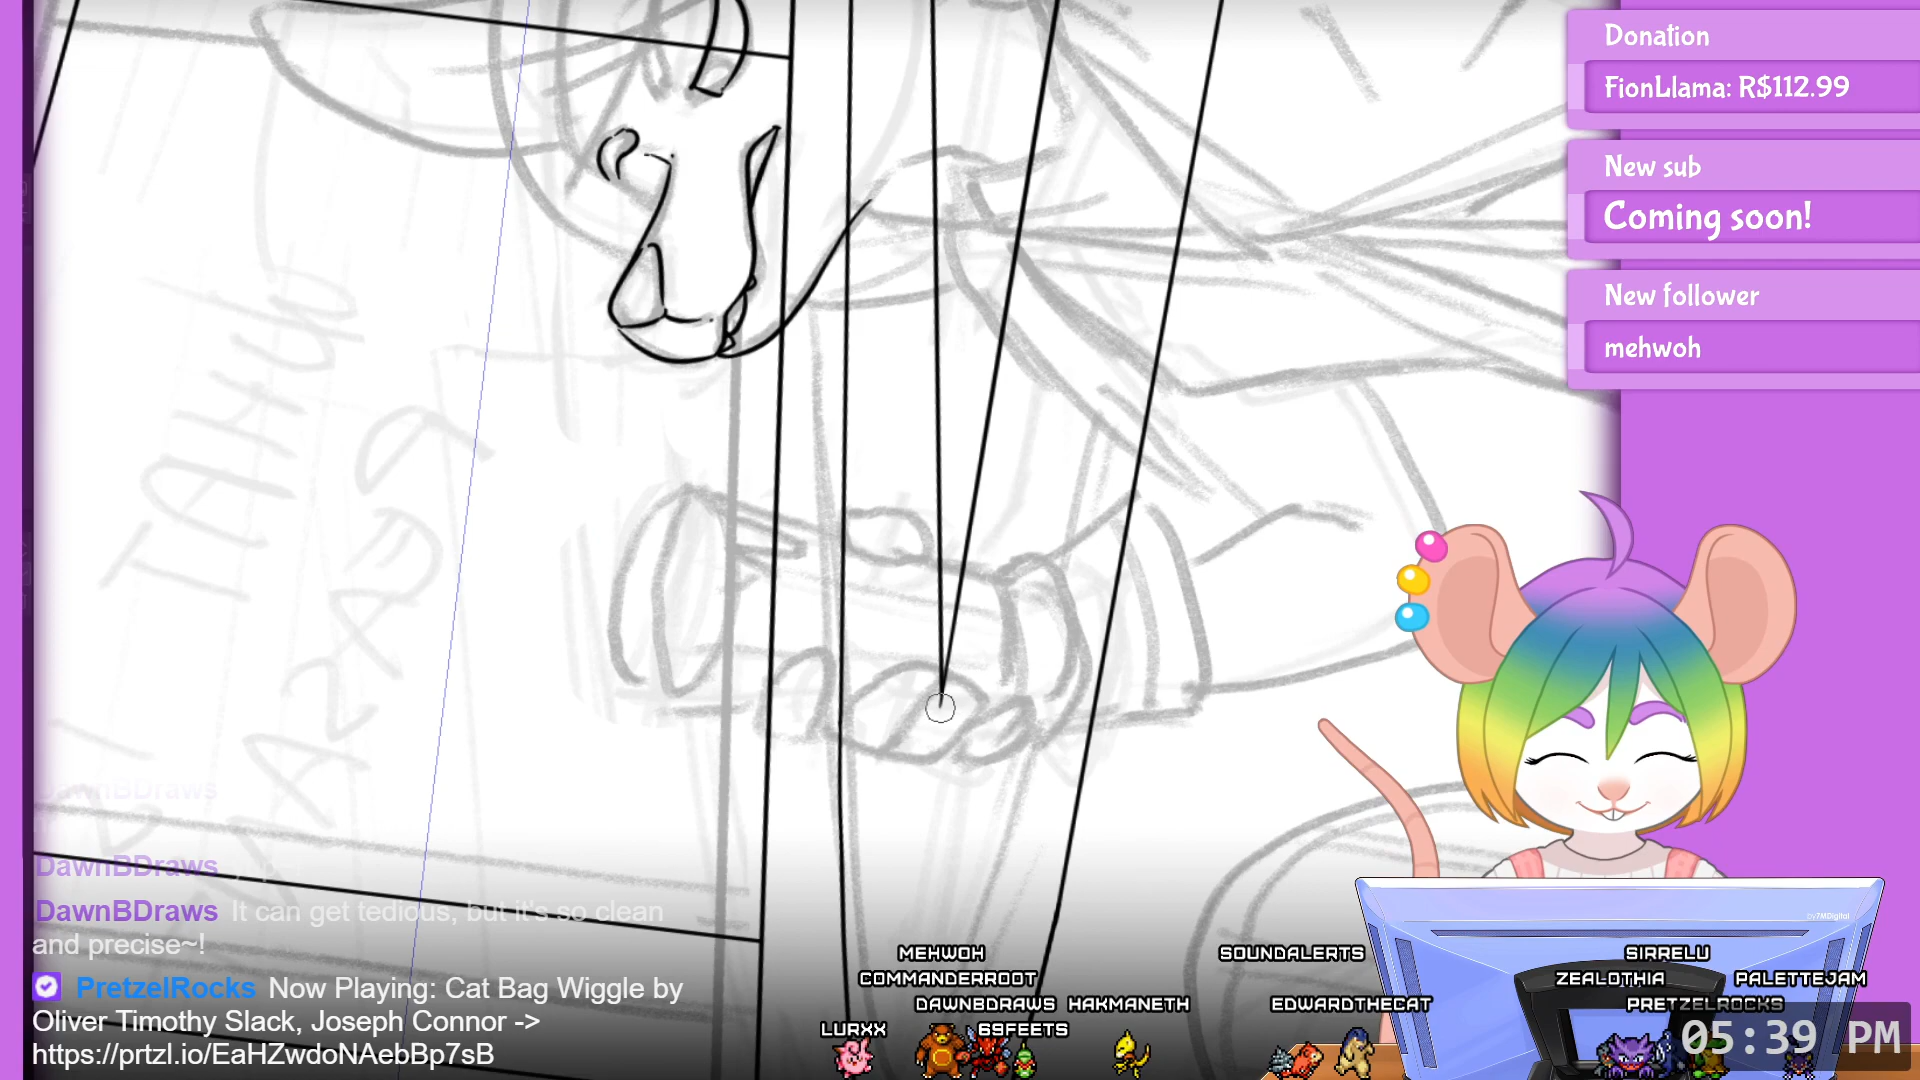 Donation
FionLlama: R$112.99
New sub
Coming soon!
New follower
mehwoh
DawnBDraws
DawnBDraws
DawnBDraws It can get tedious, but it's so clean
and precise~!
PretzelRocks Now Playing: Cat Bag Wiggle by
Oliver Timothy Slack, Joseph Connor ->
https://prtzl.io/EaHZwdoNAebBp7sB
MEHWOH
COMMANDERROOT
DAWNBDRAWS HAKMANETH
LURXX
69FEETS
SOUNDALERTS
EDWARDTHECAT
SIRRELU
ZEALOTHIA
PALETTEJAM
PRETZELROCKS
by7MDigital
05:39 PM